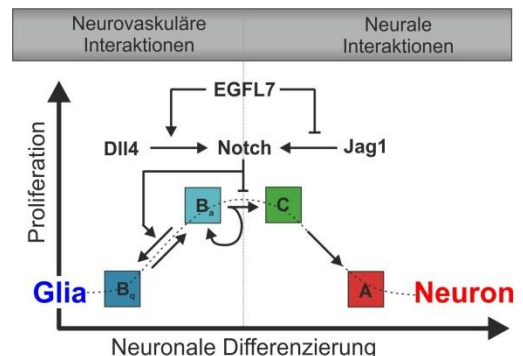 Neurovaskuläre
Interaktionen
Neurale
Interaktionen
EGFL7
Dll4
Notch
Jag1
Proliferation
Ba
C
Glia
Bq
A
Neuron
Neuronale Differenzierung